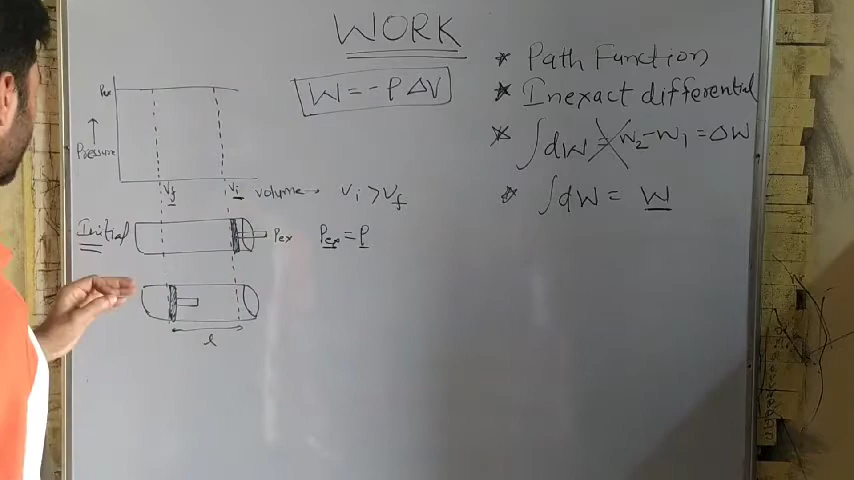 WORK
W = -P ΔV
* Path Function
* Inexact differential
* ∫dW = W₂-W₁ = ΔW
* ∫dW = W
Pex
Pressure
Vf
Vi
volume →
Vi > Vf
Initial
Pex
Pex = P
l